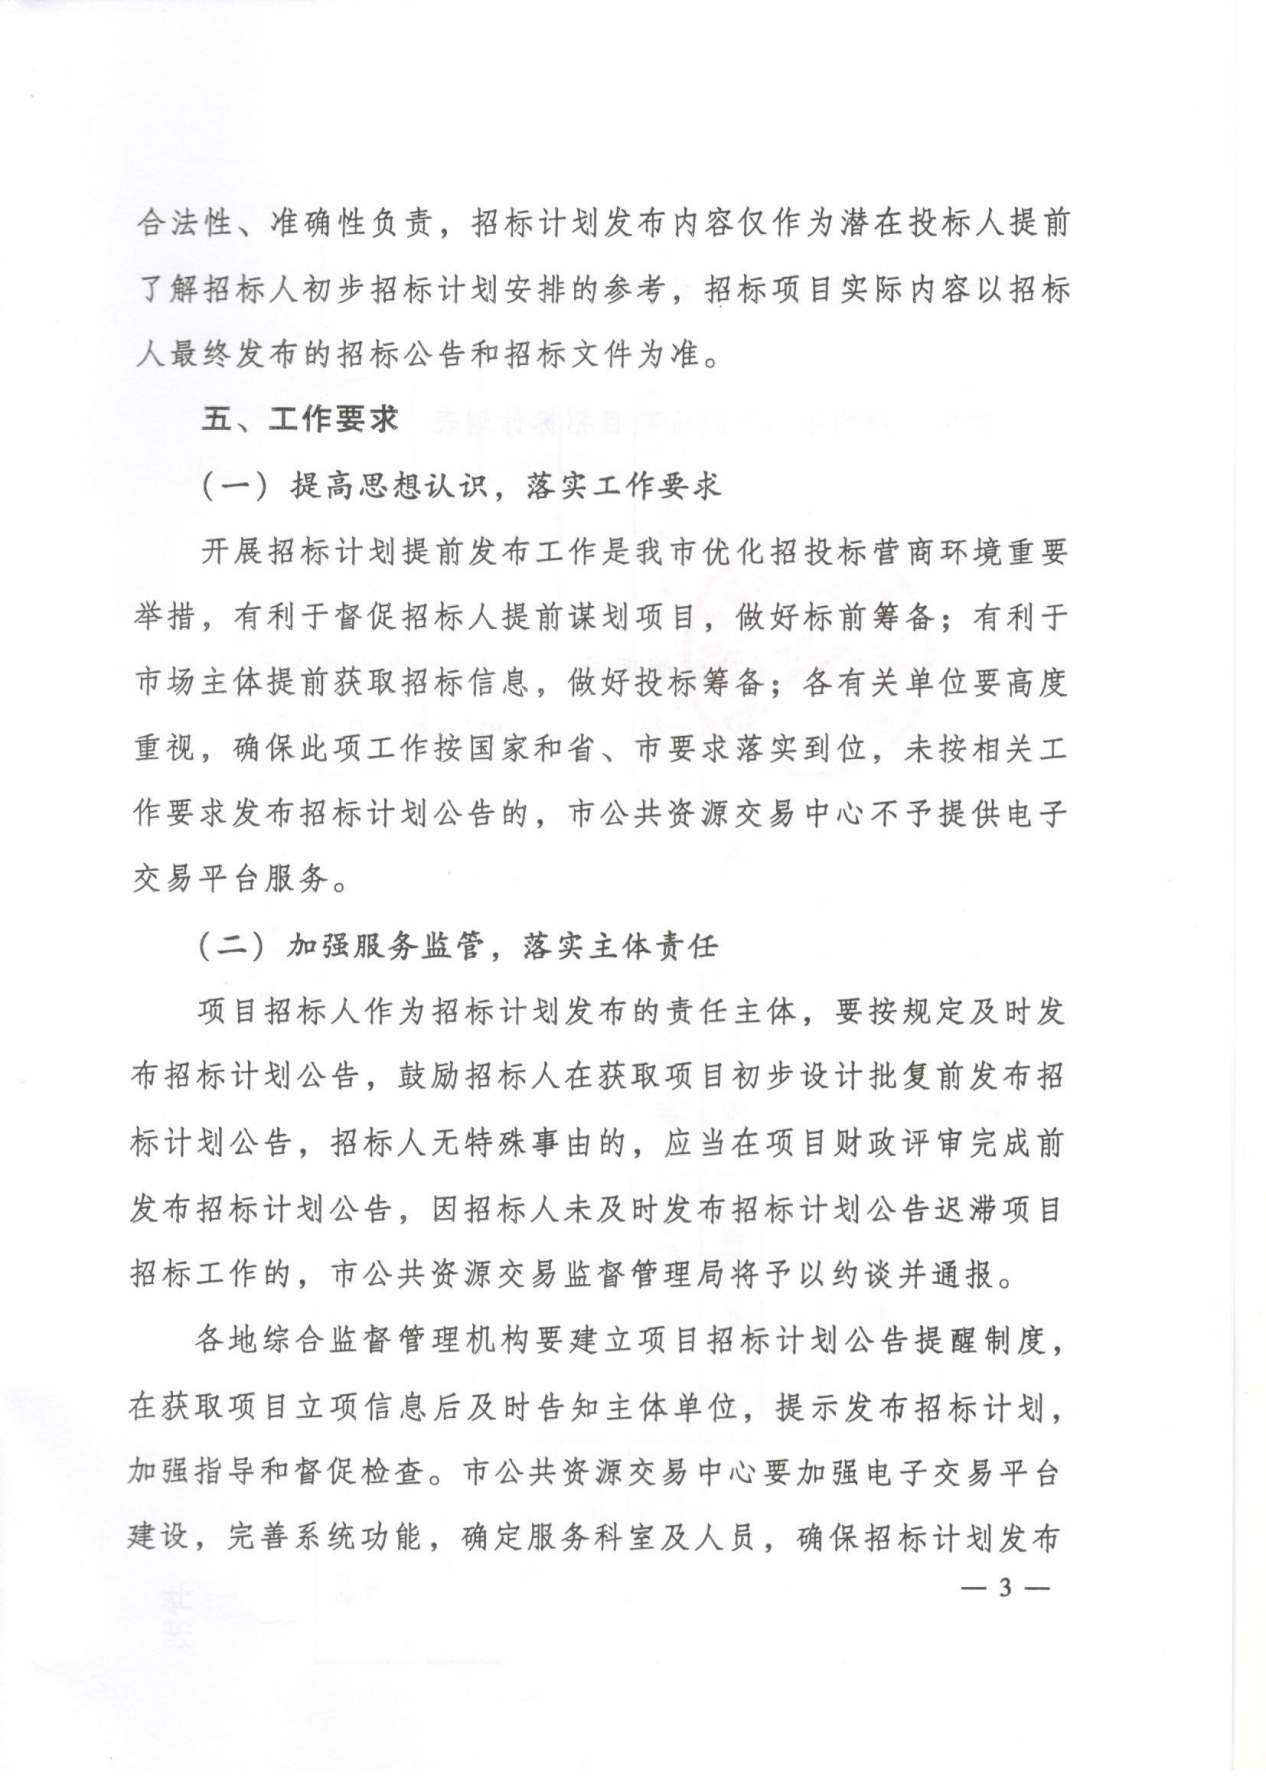 合法性、准确性负责，招标计划发布内容仅作为潜在投标人提前
了解招标人初步招标计划安排的参考，招标项目实际内容以招标
人最终发布的招标公告和招标文件为准。
五、工作要求
（一）提高思想认识，落实工作要求
开展招标计划提前发布工作是我市优化招投标营商环境重要
举措，有利于督促招标人提前谋划项目，做好标前筹备；有利于
市场主体提前获取招标信息，做好投标筹备；各有关单位要高度
重视，确保此项工作按国家和省、市要求落实到位，未按相关工
作要求发布招标计划公告的，市公共资源交易中心不予提供电子
交易平台服务。
（二）加强服务监管，落实主体责任
项目招标人作为招标计划发布的责任主体，要按规定及时发
布招标计划公告，鼓励招标人在获取项目初步设计批复前发布招
标计划公告，招标人无特殊事由的，应当在项目财政评审完成前
发布招标计划公告，因招标人未及时发布招标计划公告迟滞项目
招标工作的，市公共资源交易监督管理局将予以约谈并通报。
各地综合监督管理机构要建立项目招标计划公告提醒制度，
在获取项目立项信息后及时告知主体单位，提示发布招标计划，
加强指导和督促检查。市公共资源交易中心要加强电子交易平台
建设，完善系统功能，确定服务科室及人员，确保招标计划发布
— 3 —